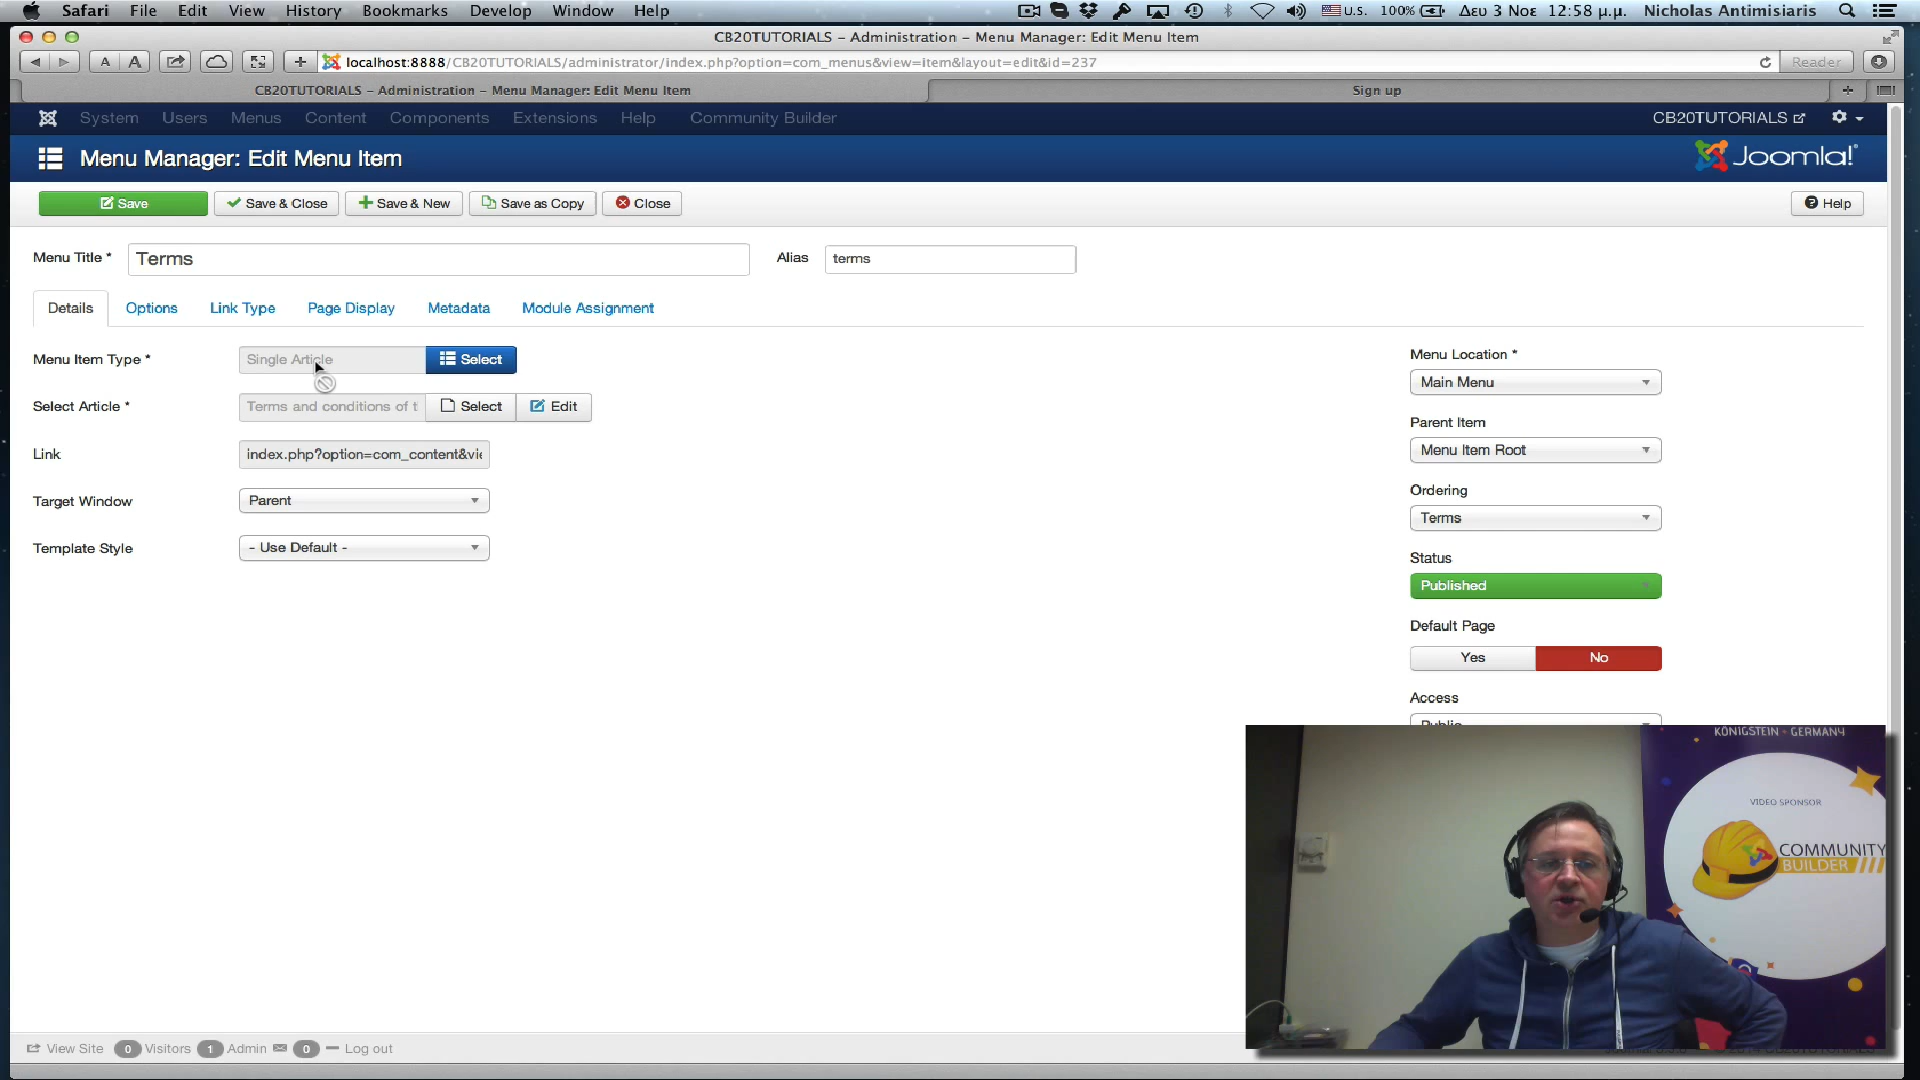 Safari File Edit View History Bookmarks Develop Window Help U.S. 100% Δευ 3 Νοε 12:58 μ.μ. Nicholas Antimisiaris
CB20TUTORIALS – Administration – Menu Manager: Edit Menu Item
A A + localhost:8888/CB20TUTORIALS/administrator/index.php?option=com_menus&view=item&layout=edit&id=237 Reader
CB20TUTORIALS – Administration – Menu Manager: Edit Menu Item Sign up +
System Users Menus Content Components Extensions Help Community Builder CB20TUTORIALS
Menu Manager: Edit Menu Item Joomla!
Save Save & Close Save & New Save as Copy Close Help
Menu Title * Terms Alias terms
Details Options Link Type Page Display Metadata Module Assignment
Menu Item Type * Single Article Select
Select Article * Terms and conditions of t Select Edit
Link index.php?option=com_content&vie
Target Window Parent
Template Style - Use Default -
Menu Location *
Main Menu
Parent Item
Menu Item Root
Ordering
Terms
Status
Published
Default Page
Yes No
Access
Public
KÖNIGSTEIN · GERMANY
VIDEO SPONSOR
COMMUNITY
BUILDER
View Site 0 Visitors 1 Admin 0 Log out